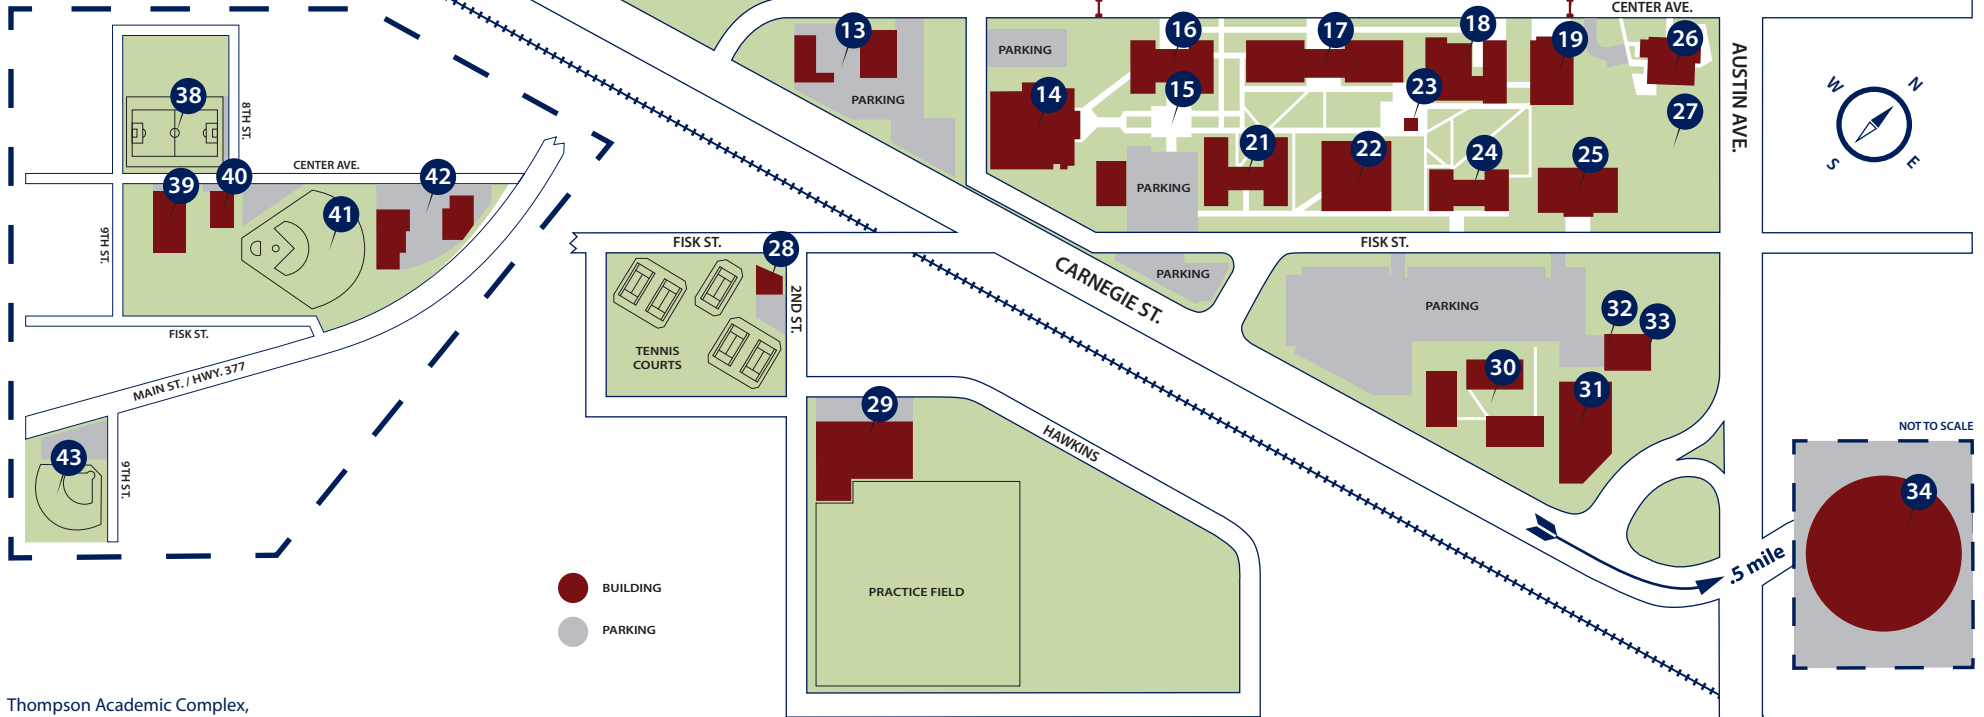 CENTER AVE.
13
16
17
18
19
26
PARKING
AUSTIN AVE.
38
8TH ST.
PARKING
14
15
23
27
W
N
S
E
CENTER AVE.
39
40
42
41
21
22
24
25
PARKING
9TH ST.
FISK ST.
28
FISK ST.
CARNEGIE ST.
PARKING
2ND ST.
PARKING
32
33
FISK ST.
TENNIS
COURTS
MAIN ST. / HWY. 377
30
31
29
HAWKINS
NOT TO SCALE
43
9TH ST.
34
.5 mile
BUILDING
PRACTICE FIELD
PARKING
Thompson Academic Complex,